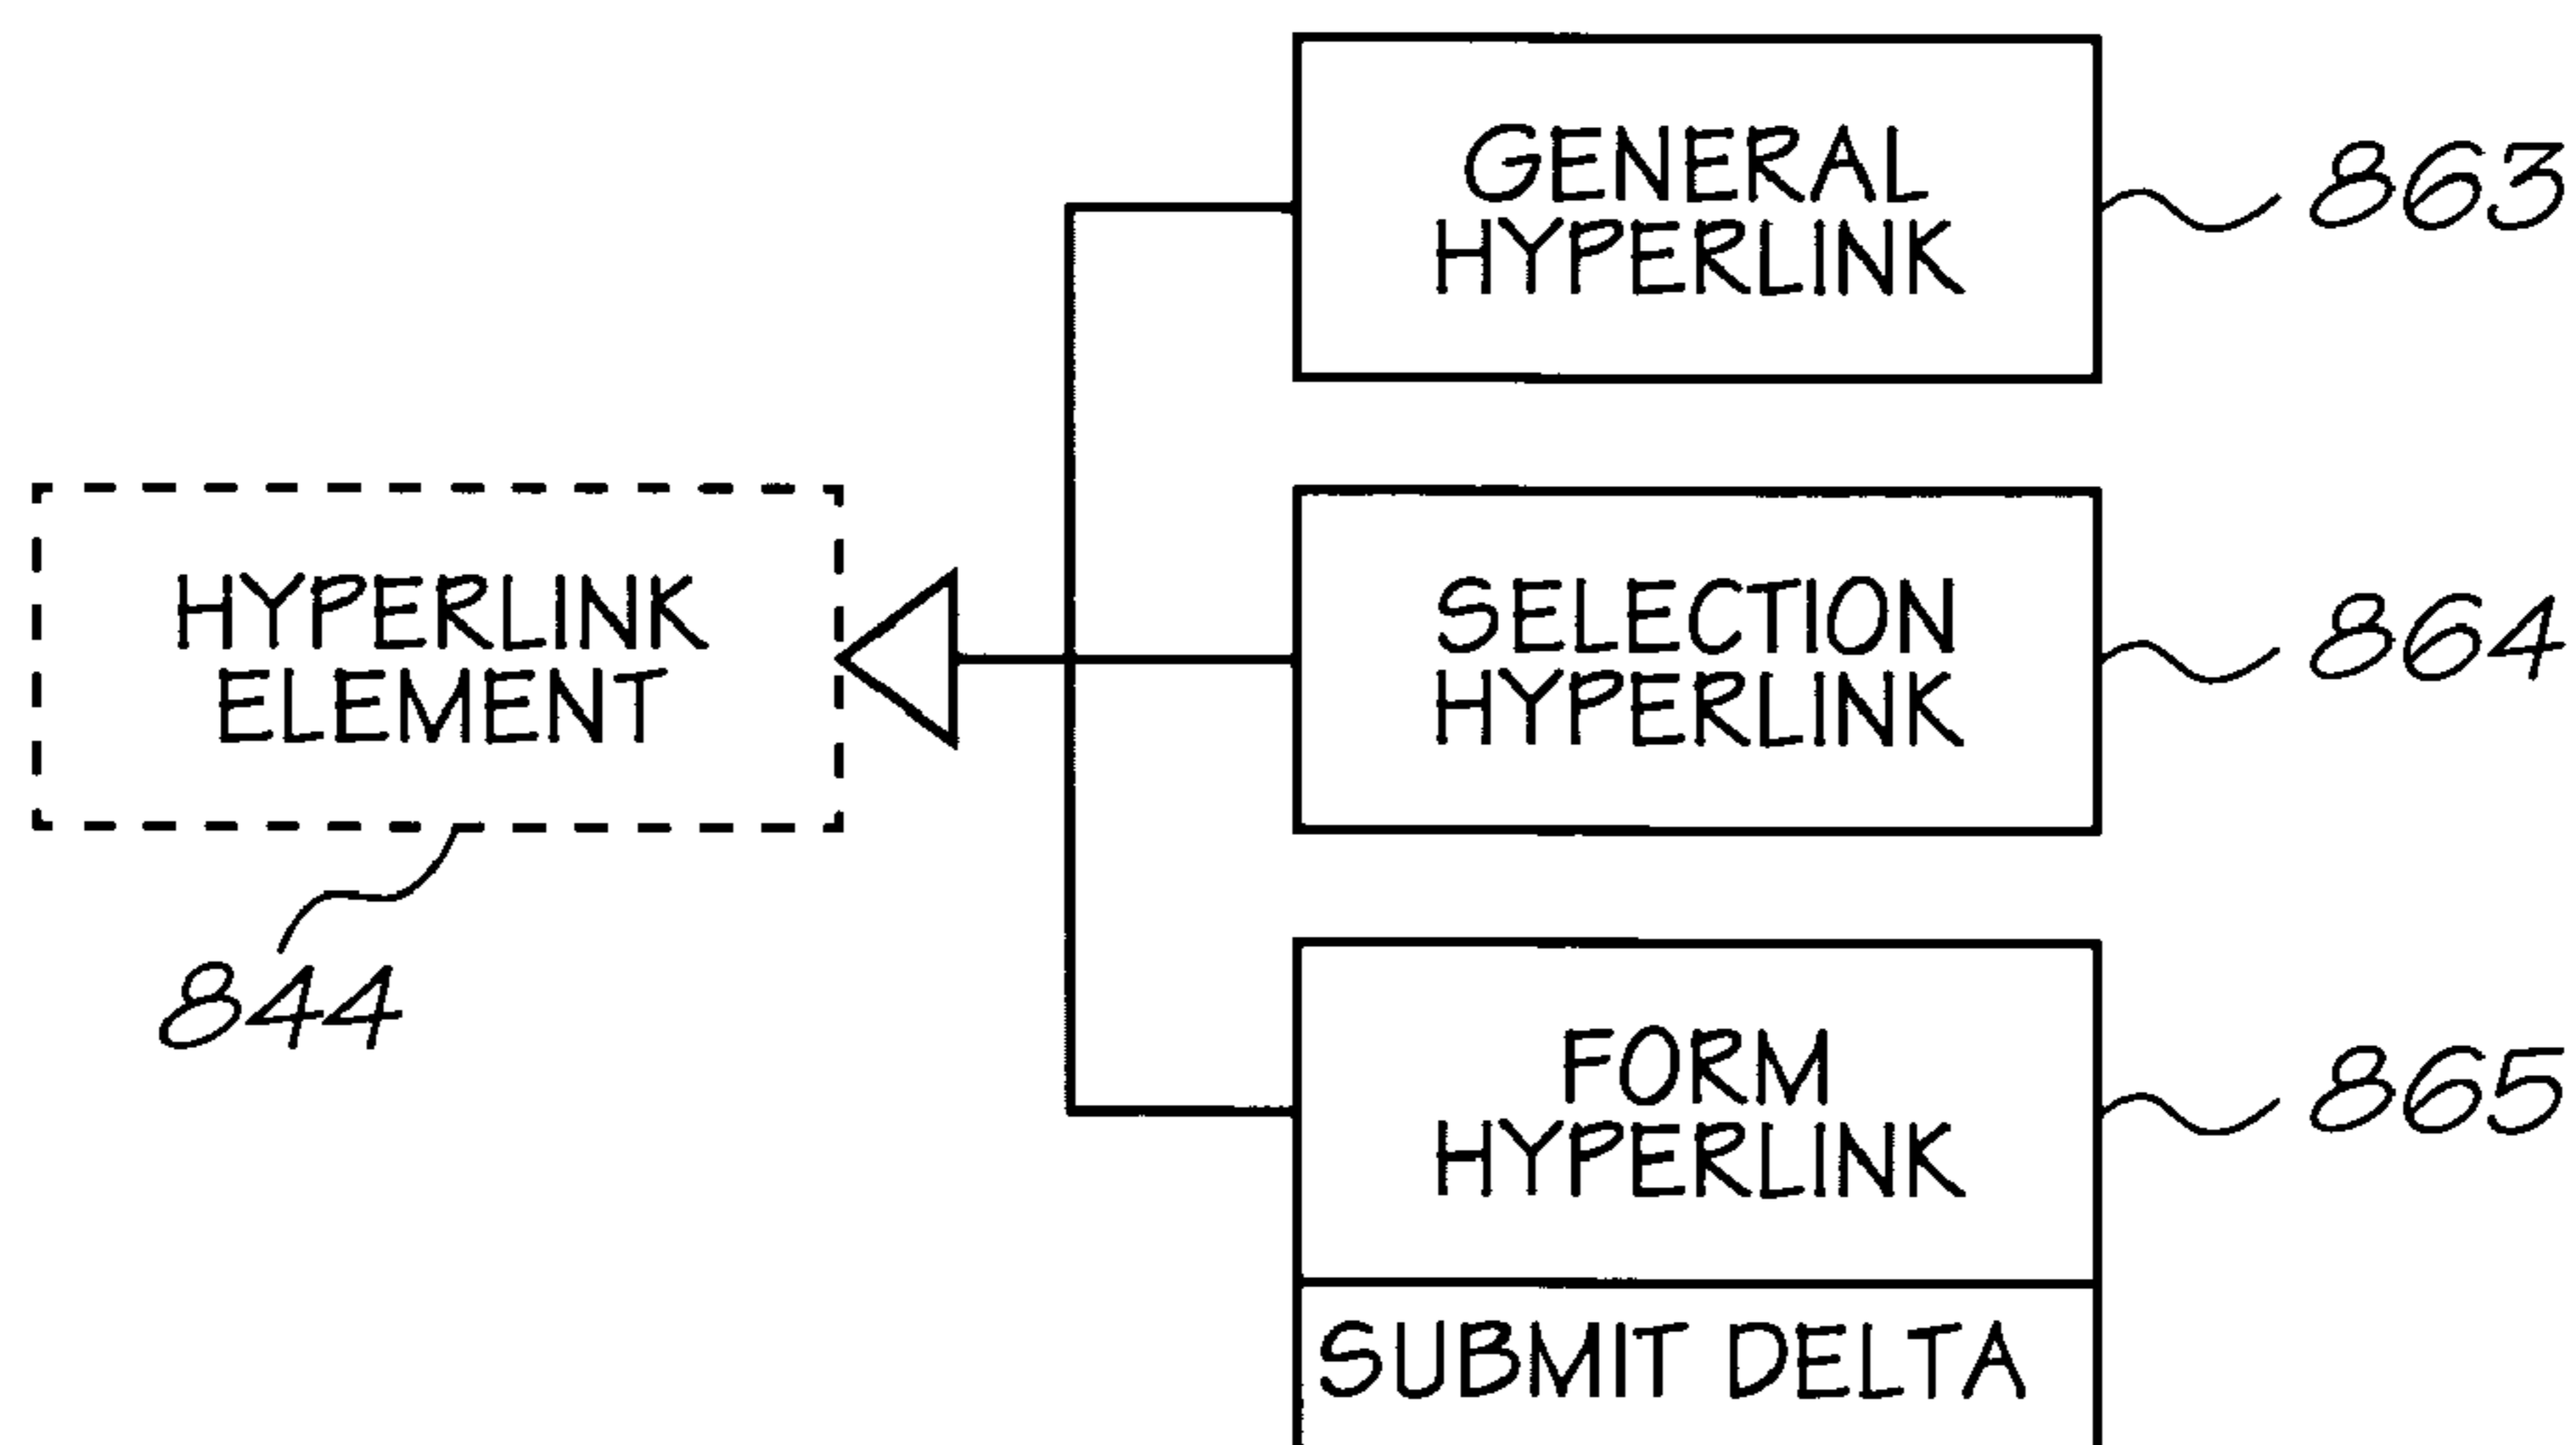 GENERAL
HYPERLINK
863
HYPERLINK
ELEMENT
844
SELECTION
HYPERLINK
864
FORM
HYPERLINK
865
SUBMIT DELTA